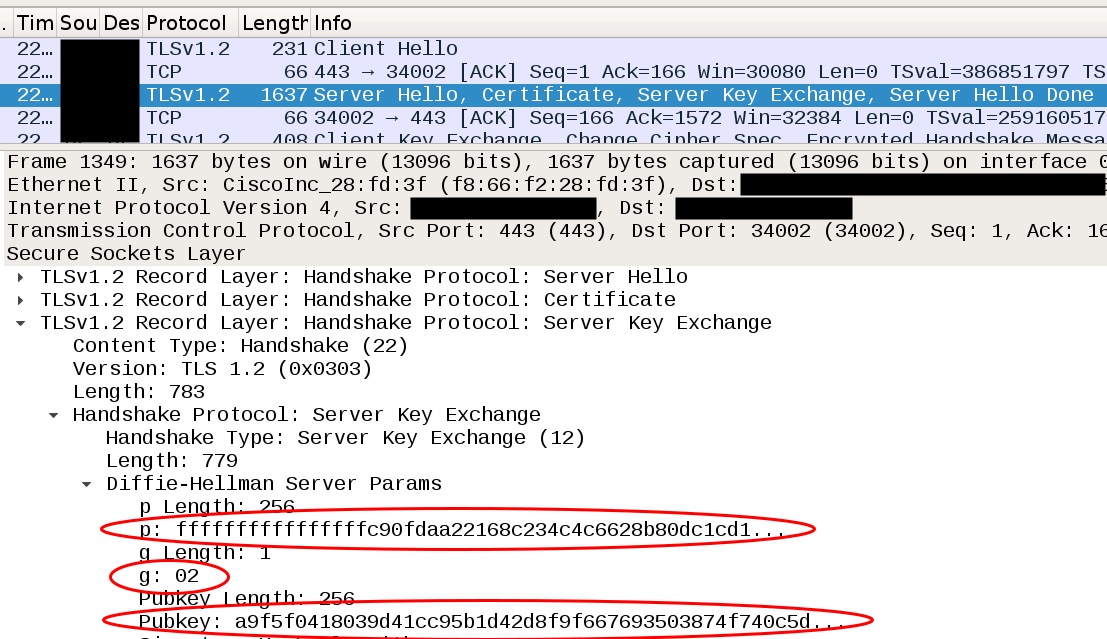 . Tim Sou Des Protocol Length Info
22… TLSv1.2 231 Client Hello
22… TCP 66 443 → 34002 [ACK] Seq=1 Ack=166 Win=30080 Len=0 TSval=386851797 TS
22… TLSv1.2 1637 Server Hello, Certificate, Server Key Exchange, Server Hello Done
22… TCP 66 34002 → 443 [ACK] Seq=166 Ack=1572 Win=32384 Len=0 TSval=259160517
22 TLSv1.2 408 Client Key Exchange, Change Cipher Spec, Encrypted Handshake Messa
Frame 1349: 1637 bytes on wire (13096 bits), 1637 bytes captured (13096 bits) on interface 0
Ethernet II, Src: CiscoInc_28:fd:3f (f8:66:f2:28:fd:3f), Dst:
Internet Protocol Version 4, Src: , Dst:
Transmission Control Protocol, Src Port: 443 (443), Dst Port: 34002 (34002), Seq: 1, Ack: 16
Secure Sockets Layer
TLSv1.2 Record Layer: Handshake Protocol: Server Hello
TLSv1.2 Record Layer: Handshake Protocol: Certificate
TLSv1.2 Record Layer: Handshake Protocol: Server Key Exchange
Content Type: Handshake (22)
Version: TLS 1.2 (0x0303)
Length: 783
Handshake Protocol: Server Key Exchange
Handshake Type: Server Key Exchange (12)
Length: 779
Diffie-Hellman Server Params
p Length: 256
p: ffffffffffffffffc90fdaa22168c234c4c6628b80dc1cd1...
g Length: 1
g: 02
Pubkey Length: 256
Pubkey: a9f5f0418039d41cc95b1d42d8f9f667693503874f740c5d...